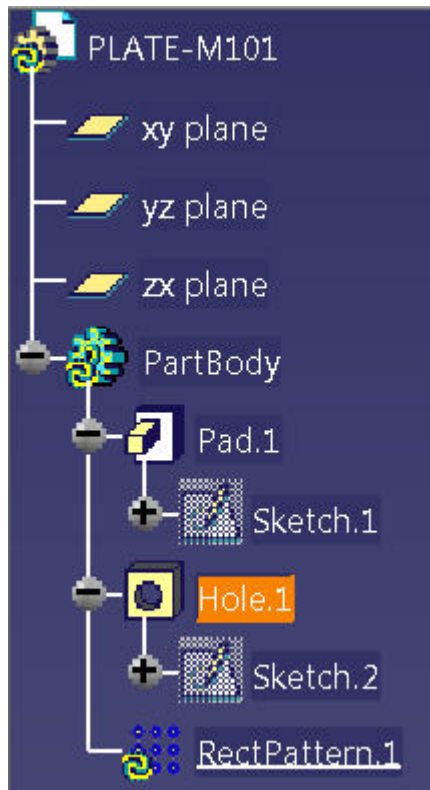 PLATE-M101
xy plane
yz plane
zx plane
PartBody
Pad.1
Sketch.1
Hole.1
Sketch.2
RectPattern.1